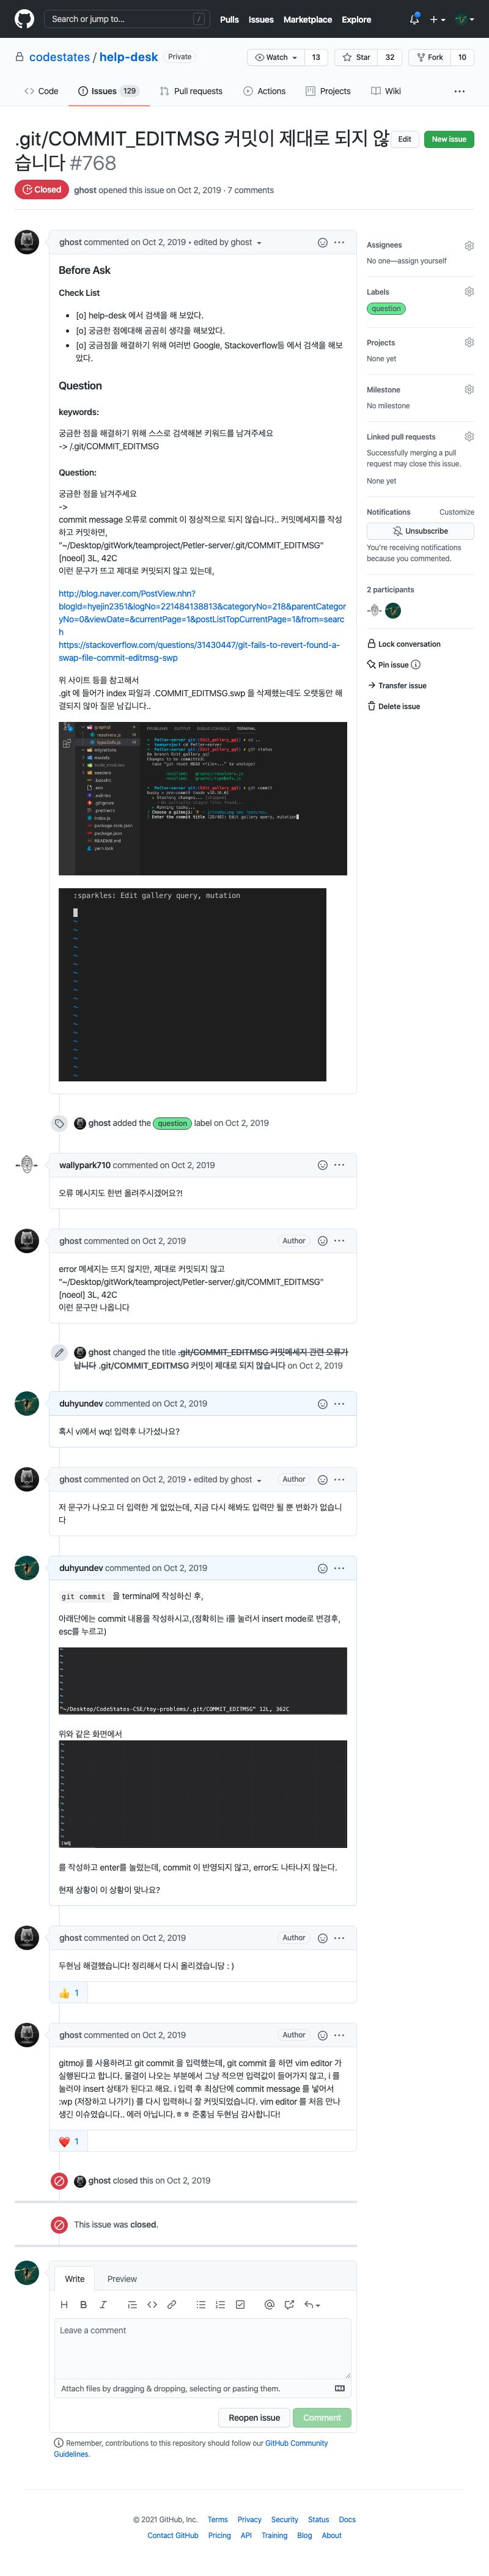 Search or jump to...
/
Pulls Issues Marketplace Explore
codestates / help-desk Private
Watch 13
Star 32
Fork 10
Code
Issues 129
Pull requests
Actions
Projects
Wiki
.git/COMMIT_EDITMSG 커밋이 제대로 되지 않
습니다 #768
Edit
New issue
Closed
ghost opened this issue on Oct 2, 2019 · 7 comments
ghost commented on Oct 2, 2019 • edited by ghost
Before Ask
Check List
• [o] help-desk 에서 검색을 해 보았다.
• [o] 궁금한 점에대해 곰곰히 생각을 해보았다.
• [o] 궁금점을 해결하기 위해 여러번 Google, Stackoverflow등 에서 검색을 해보
았다.
Question
keywords:
궁금한 점을 해결하기 위해 스스로 검색해본 키워드를 남겨주세요
-> /.git/COMMIT_EDITMSG
Question:
궁금한 점을 남겨주세요
->
commit message 오류로 commit 이 정상적으로 되지 않습니다.. 커밋메세지를 작성
하고 커밋하면,
"~/Desktop/gitWork/teamproject/Petler-server/.git/COMMIT_EDITMSG"
[noeol] 3L, 42C
이런 문구가 뜨고 제대로 커밋되지 않고 있는데,
http://blog.naver.com/PostView.nhn?
blogId=hyejin2351&logNo=221484138813&categoryNo=218&parentCategor
yNo=0&viewDate=&currentPage=1&postListTopCurrentPage=1&from=searc
h
https://stackoverflow.com/questions/31430447/git-fails-to-revert-found-a-
swap-file-commit-editmsg-swp
위 사이트 등을 참고해서
.git 에 들어가 index 파일과 .COMMIT_EDITMSG.swp 을 삭제했는데도 오랫동안 해
결되지 않아 질문 남깁니다..
:sparkles: Edit gallery query, mutation
ghost added the question label on Oct 2, 2019
wallypark710 commented on Oct 2, 2019
오류 메시지도 한번 올려주시겠어요?!
ghost commented on Oct 2, 2019
Author
error 메세지는 뜨지 않지만, 제대로 커밋되지 않고
"~/Desktop/gitWork/teamproject/Petler-server/.git/COMMIT_EDITMSG"
[noeol] 3L, 42C
이런 문구만 나옵니다
ghost changed the title .git/COMMIT_EDITMSG 커밋메세지 관련 오류가
납니다 .git/COMMIT_EDITMSG 커밋이 제대로 되지 않습니다 on Oct 2, 2019
duhyundev commented on Oct 2, 2019
혹시 vi에서 wq! 입력후 나가셨나요?
ghost commented on Oct 2, 2019 • edited by ghost
Author
저 문구가 나오고 더 입력한 게 없었는데, 지금 다시 해봐도 입력만 될 뿐 변화가 없습니
다
duhyundev commented on Oct 2, 2019
git commit 을 terminal에 작성하신 후,
아래단에는 commit 내용을 작성하시고,(정확히는 i를 눌러서 insert mode로 변경후,
esc를 누르고)
"~/Desktop/CodeStates-CSE/toy-problems/.git/COMMIT_EDITMSG" 12L, 362C
위와 같은 화면에서
:wq
를 작성하고 enter를 눌렀는데, commit 이 반영되지 않고, error도 나타나지 않는다.
현재 상황이 이 상황이 맞나요?
ghost commented on Oct 2, 2019
Author
두현님 해결했습니다! 정리해서 다시 올리겠습니당 : )
👍 1
ghost commented on Oct 2, 2019
Author
gitmoji 를 사용하려고 git commit 을 입력했는데, git commit 을 하면 vim editor 가
실행된다고 합니다. 물결이 나오는 부분에서 그냥 적으면 입력값이 들어가지 않고, i 를
눌러야 insert 상태가 된다고 해요. i 입력 후 최상단에 commit message 를 넣어서
:wp (저장하고 나가기) 를 다시 입력하니 잘 커밋되었습니다. vim editor 를 처음 만나
생긴 이슈였습니다.. 에러 아닙니다.ㅎㅎ 준홍님 두현님 감사합니다!
❤️ 1
ghost closed this on Oct 2, 2019
This issue was closed.
Write Preview
Leave a comment
Attach files by dragging & dropping, selecting or pasting them.
Reopen issue
Comment
Remember, contributions to this repository should follow our GitHub Community
Guidelines.
Assignees
No one—assign yourself
Labels
question
Projects
None yet
Milestone
No milestone
Linked pull requests
Successfully merging a pull
request may close this issue.
None yet
Notifications Customize
Unsubscribe
You're receiving notifications
because you commented.
2 participants
Lock conversation
Pin issue
Transfer issue
Delete issue
© 2021 GitHub, Inc. Terms Privacy Security Status Docs
Contact GitHub Pricing API Training Blog About